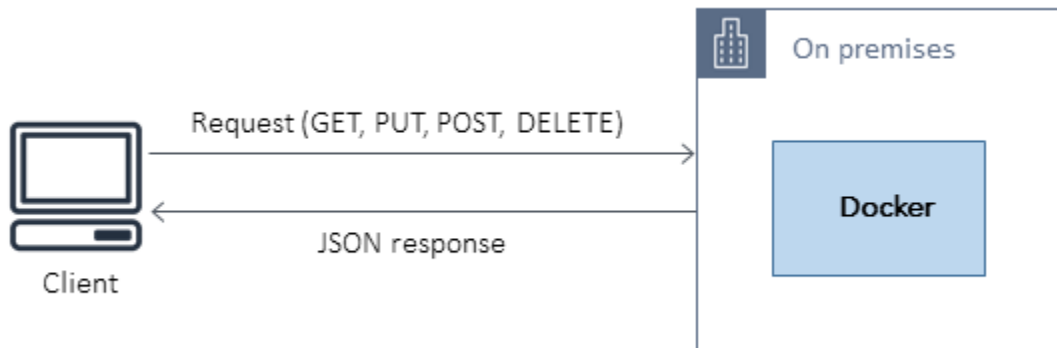 On premises
Request (GET, PUT, POST, DELETE)
Docker
JSON response
Client